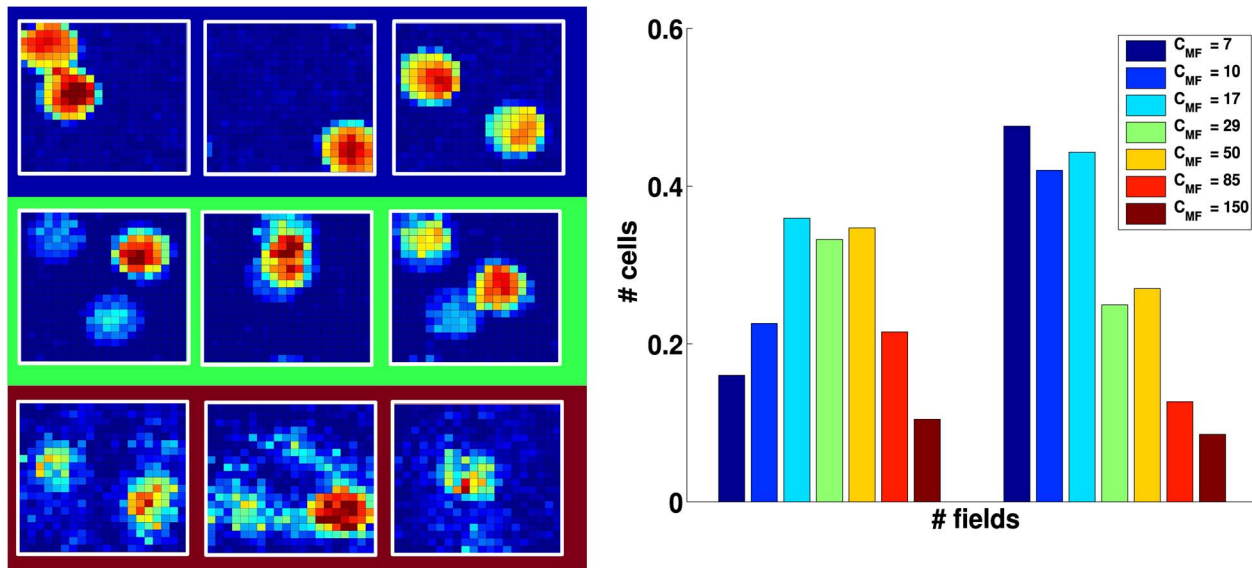 0.6
0.4
0.2
0
# cells
# fields
C_MF = 7
C_MF = 10
C_MF = 17
C_MF = 29
C_MF = 50
C_MF = 85
C_MF = 150